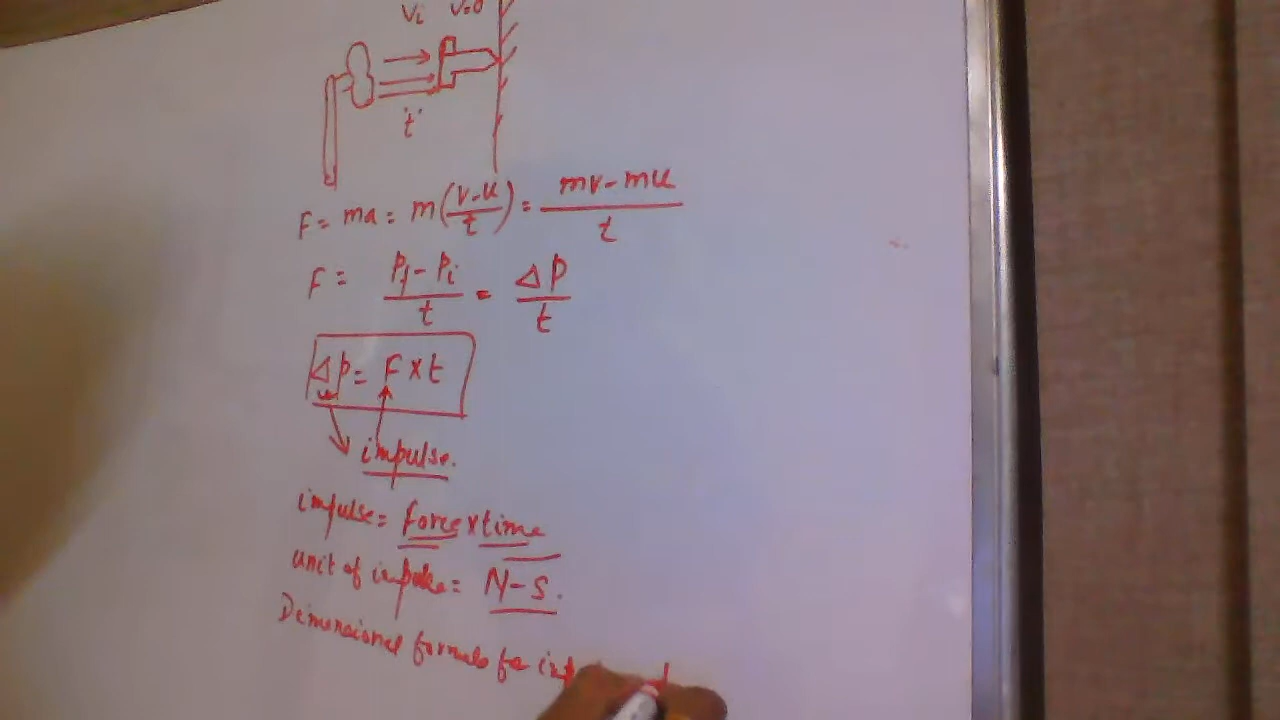 Vi V=0
't'
F = ma = m(v-u/t) = mv-mu/t
F = Pf-Pi/t = ΔP/t
Δp = F×t
impulse.
impulse = force×time
unit of impulse = N-S.
Dimensional formula for